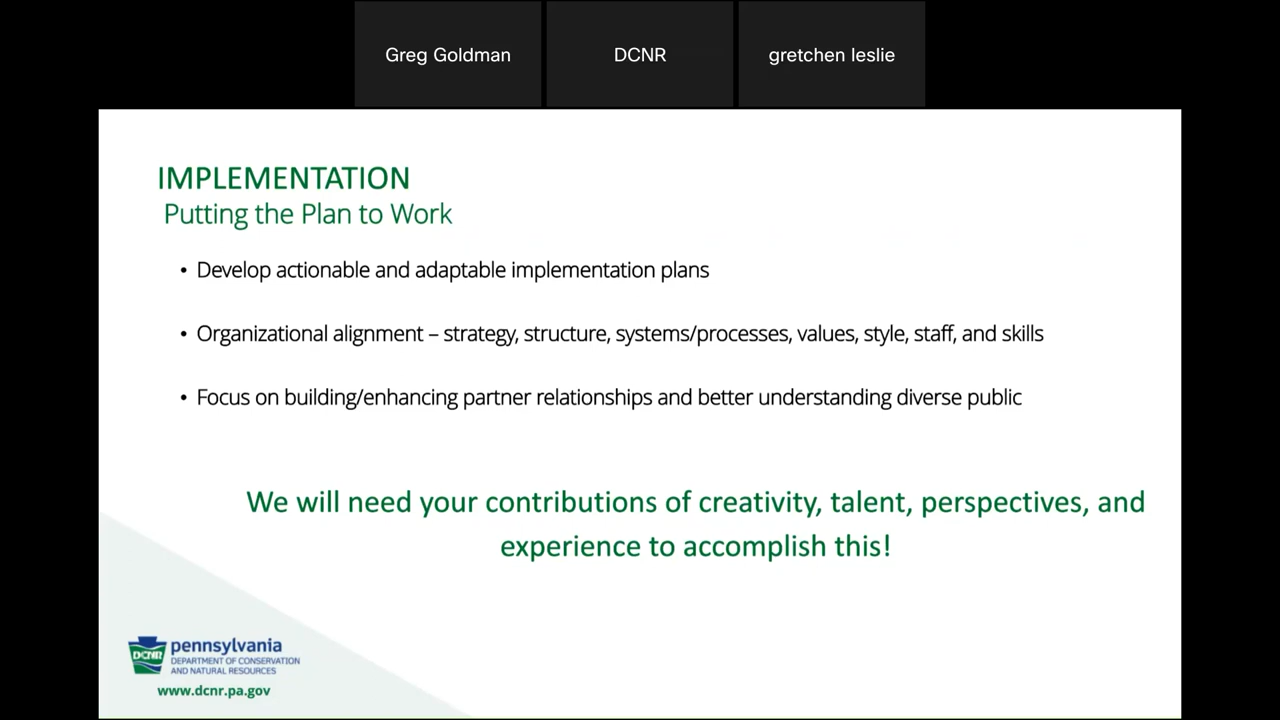 Greg Goldman
DCNR
gretchen leslie
IMPLEMENTATION
Putting the Plan to Work
• Develop actionable and adaptable implementation plans
• Organizational alignment – strategy, structure, systems/processes, values, style, staff, and skills
• Focus on building/enhancing partner relationships and better understanding diverse public
We will need your contributions of creativity, talent, perspectives, and
experience to accomplish this!
DCNR
pennsylvania
DEPARTMENT OF CONSERVATION
AND NATURAL RESOURCES
www.dcnr.pa.gov